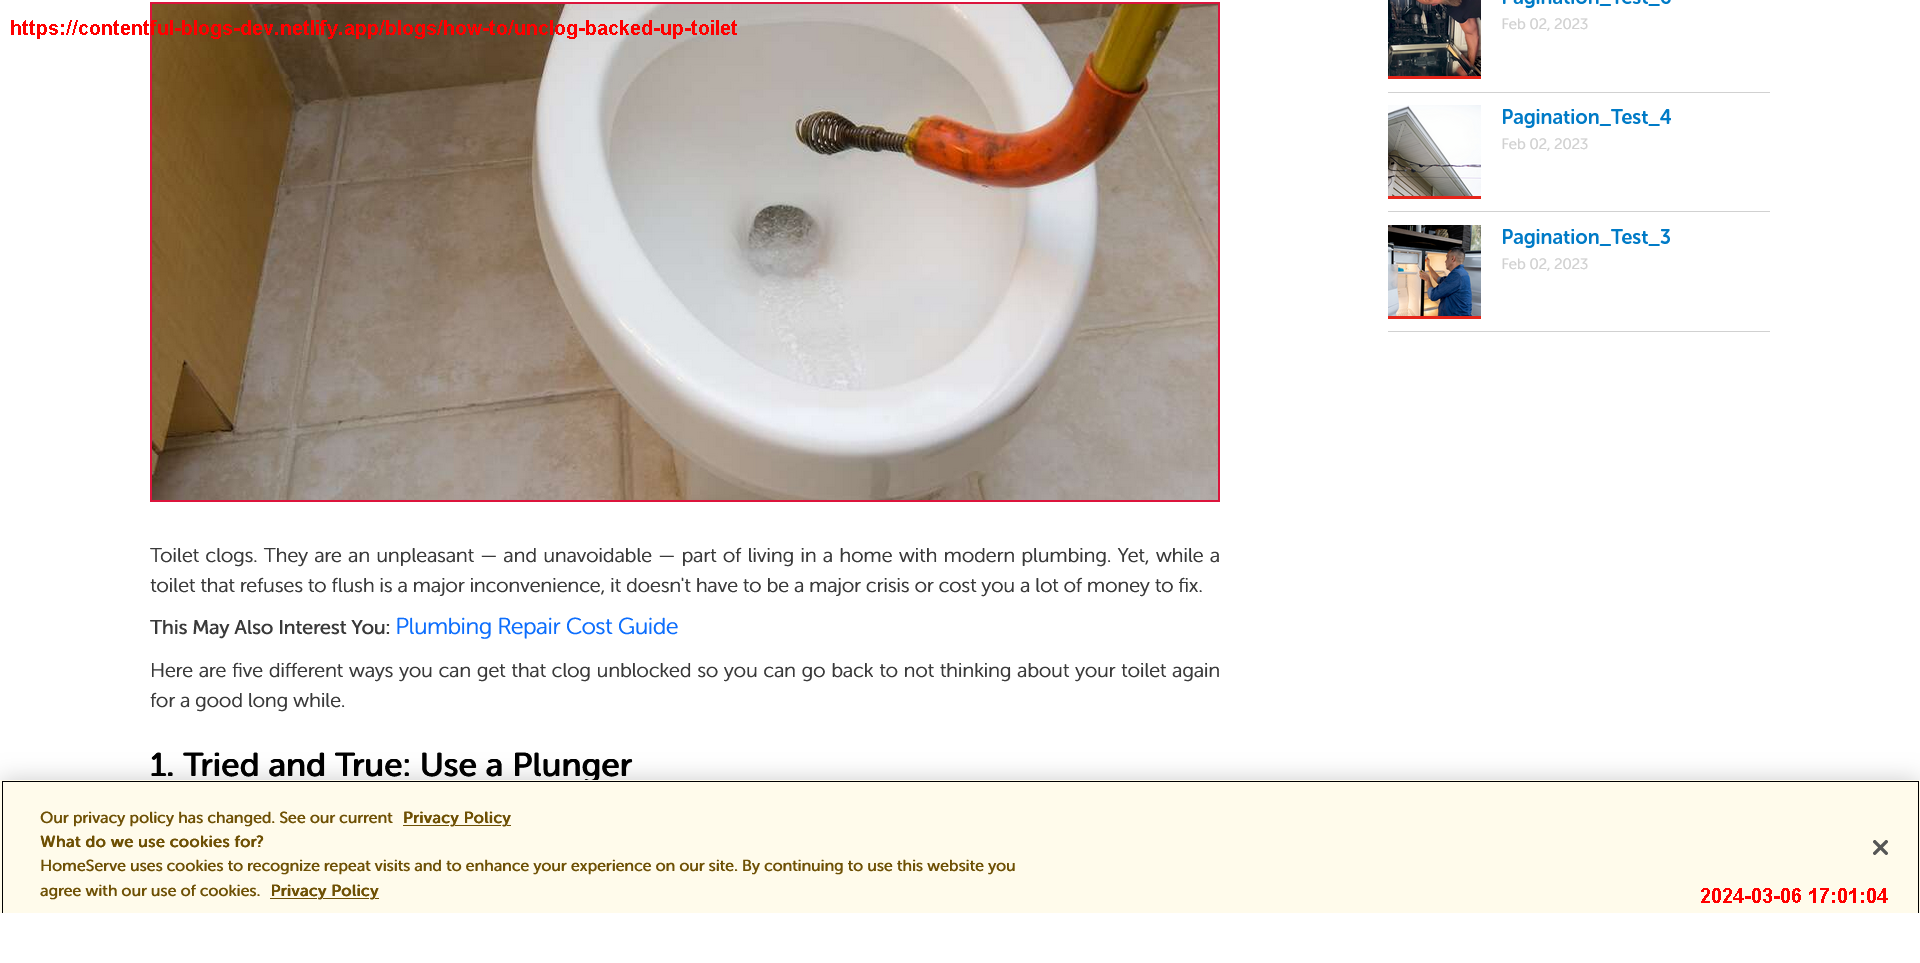 https://contentful-blogs-dev.netlify.app/blogs/how-to/unclog-backed-up-toilet
Feb 02, 2023
Pagination_Test_4
Feb 02, 2023
Pagination_Test_3
Feb 02, 2023
Toilet clogs. They are an unpleasant — and unavoidable — part of living in a home with modern plumbing. Yet, while a
toilet that refuses to flush is a major inconvenience, it doesn't have to be a major crisis or cost you a lot of money to fix.
This May Also Interest You: Plumbing Repair Cost Guide
Here are five different ways you can get that clog unblocked so you can go back to not thinking about your toilet again
for a good long while.
1. Tried and True: Use a Plunger
Our privacy policy has changed. See our current Privacy Policy
What do we use cookies for?
HomeServe uses cookies to recognize repeat visits and to enhance your experience on our site. By continuing to use this website you
agree with our use of cookies. Privacy Policy
2024-03-06 17:01:04